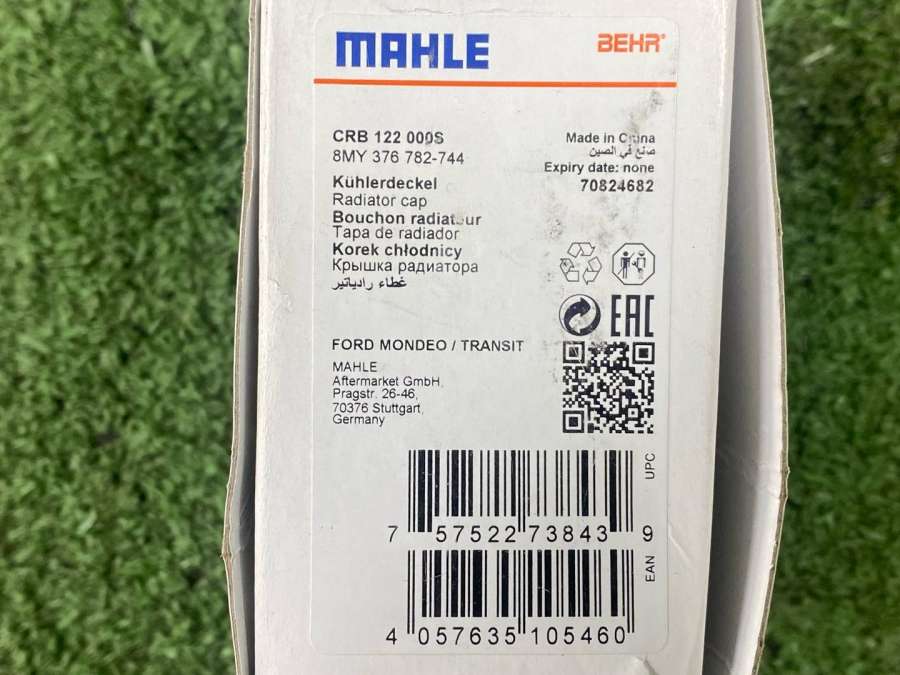 MAHLE
BEHR
CRB 122 000S
8MY 376 782-744
Made in China
صنع في الصين
Expiry date: none
70824682
Kühlerdeckel
Radiator cap
Bouchon radiateur
Tapa de radiador
Korek chłodnicy
Крышка радиатора
غطاء رادياتير
EAC
FORD MONDEO / TRANSIT
MAHLE
Aftermarket GmbH,
Pragstr. 26-46,
70376 Stuttgart,
Germany
UPC
7 57522 73843 9
EAN
4 057635 105460